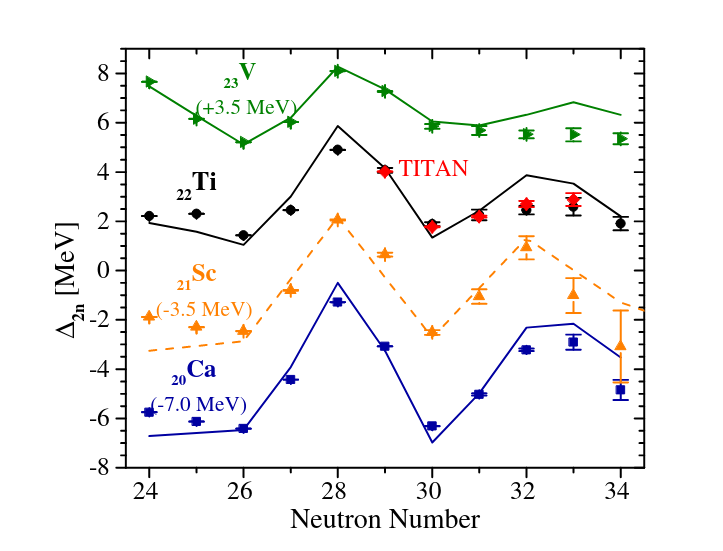 8
6
4
2
0
-2
-4
-6
-8
Δ2n [MeV]
23V
(+3.5 MeV)
TITAN
22Ti
21Sc
(-3.5 MeV)
20Ca
(-7.0 MeV)
24 26 28 30 32 34
Neutron Number